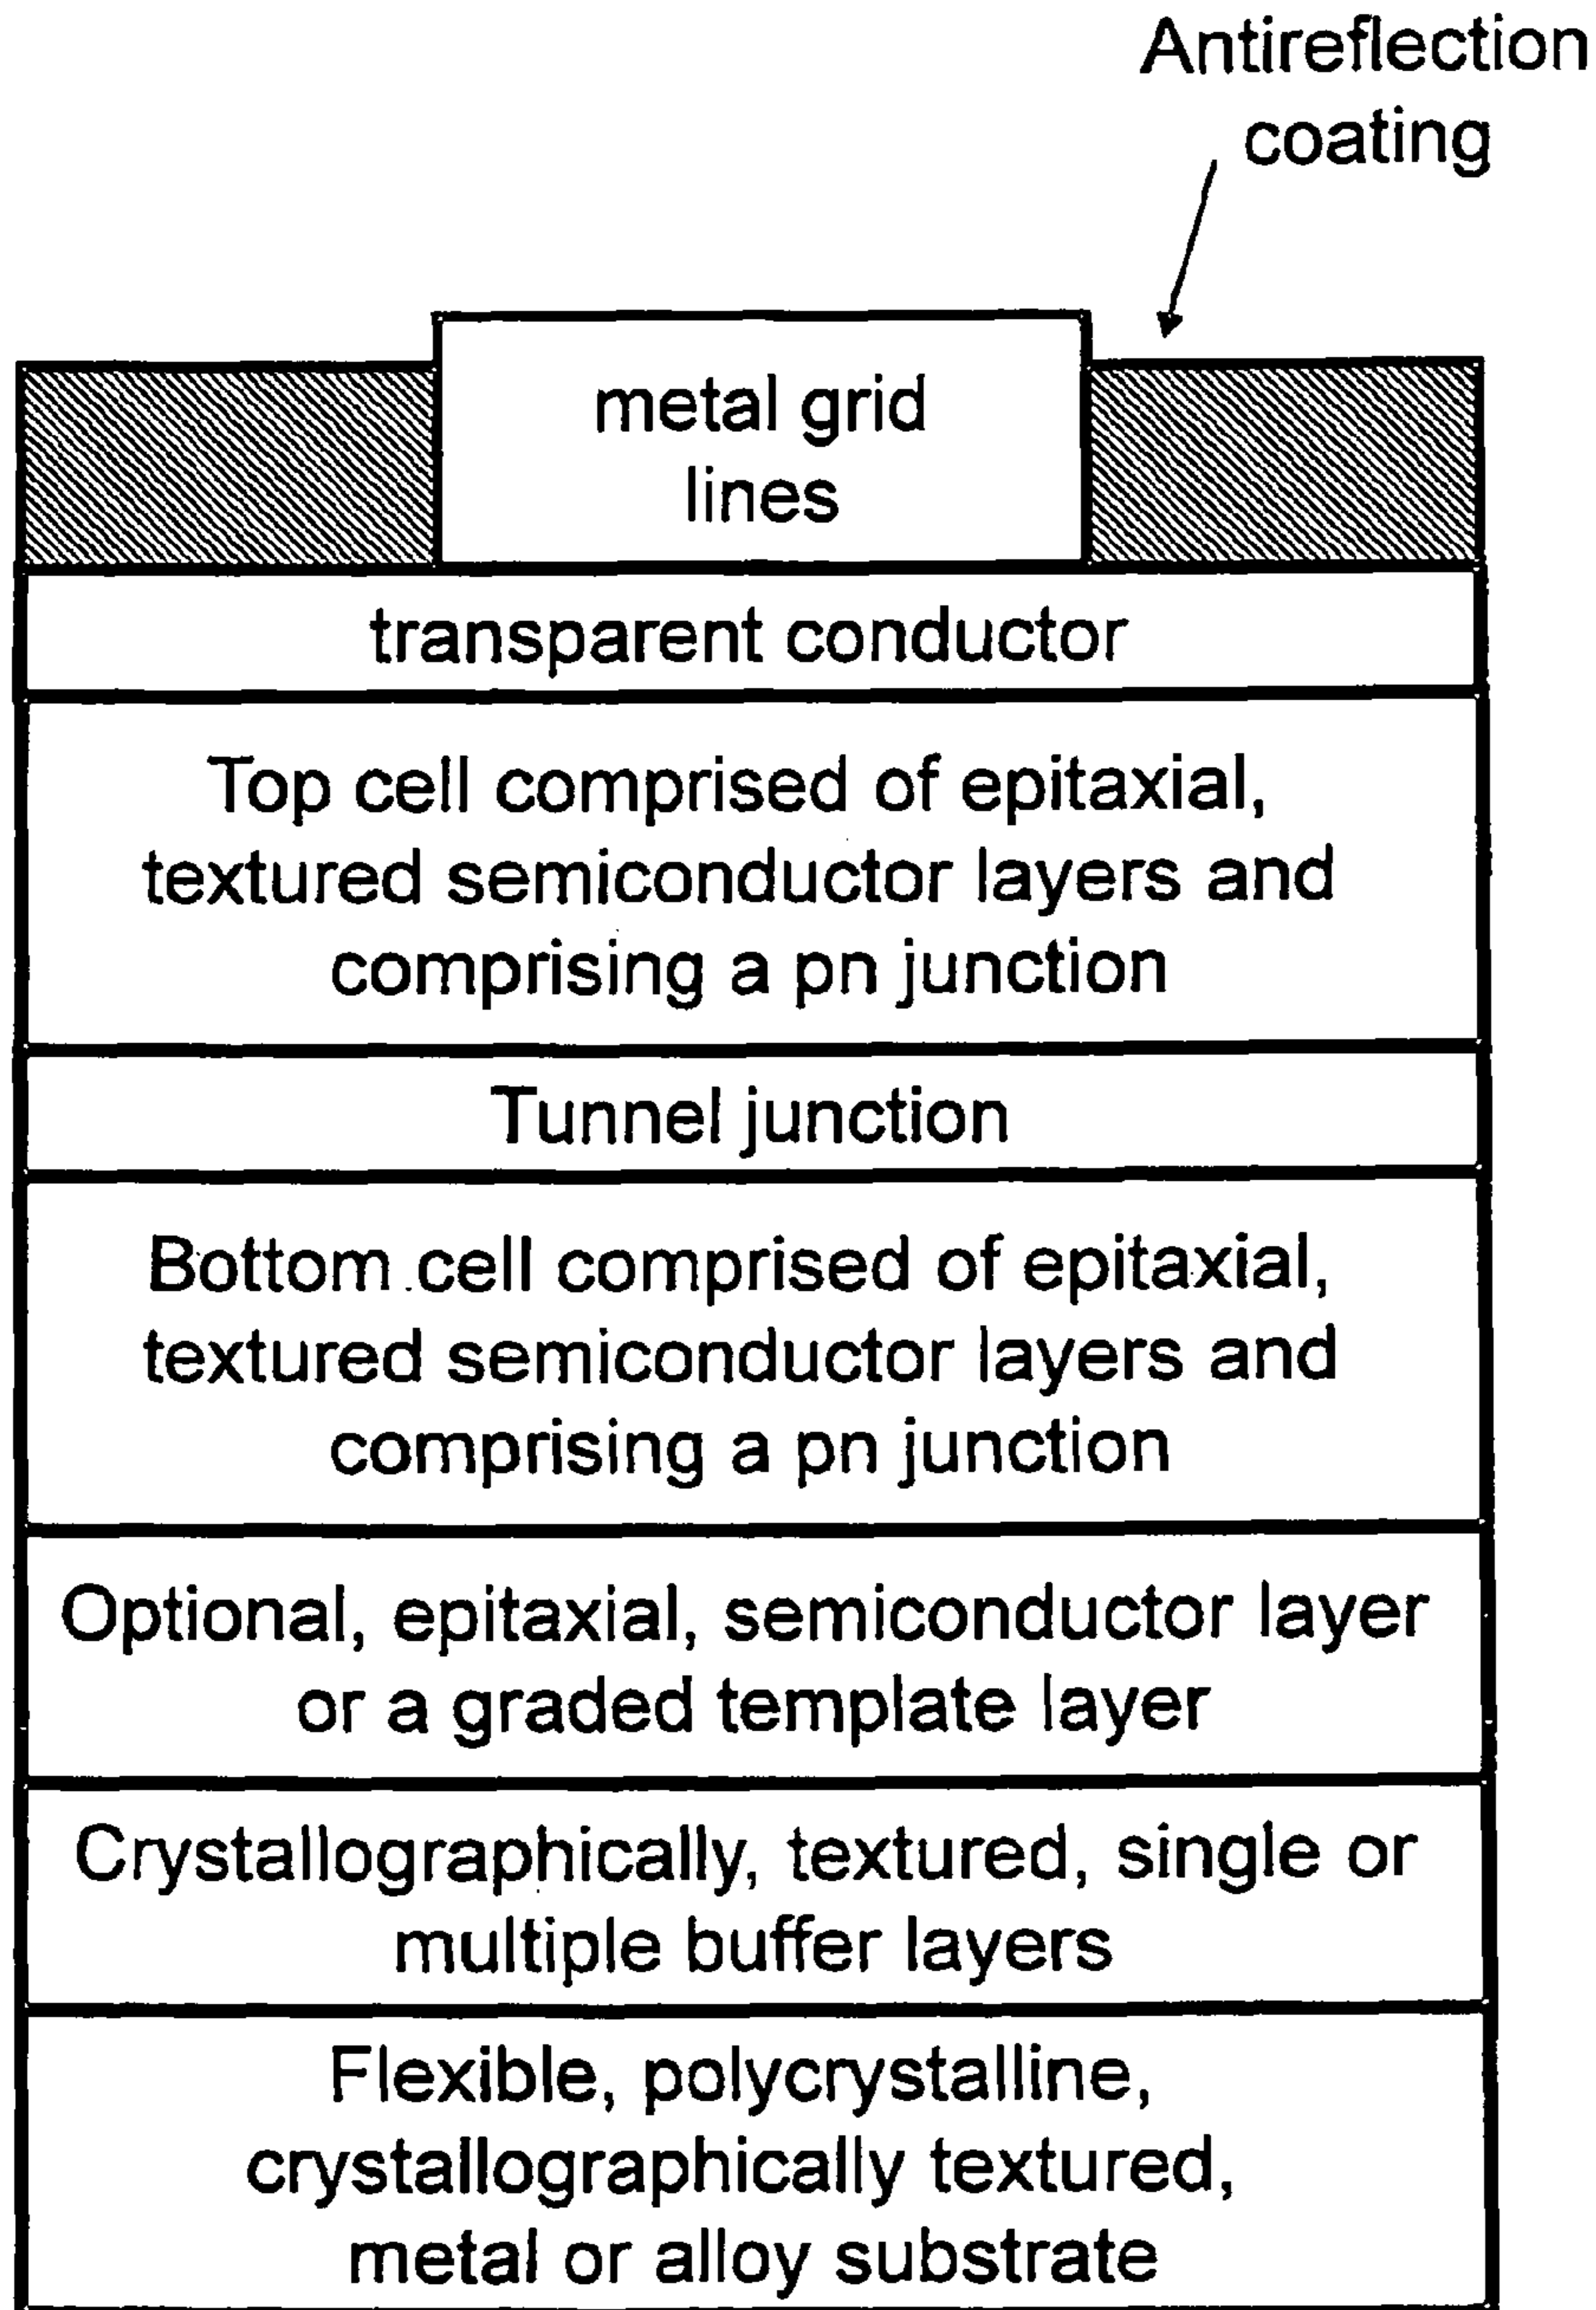 Antireflection
coating
metal grid
lines
transparent conductor
Top cell comprised of epitaxial,
textured semiconductor layers and
comprising a pn junction
Tunnel junction
Bottom cell comprised of epitaxial,
textured semiconductor layers and
comprising a pn junction
Optional, epitaxial, semiconductor layer
or a graded template layer
Crystallographically, textured, single or
multiple buffer layers
Flexible, polycrystalline,
crystallographically textured,
metal or alloy substrate